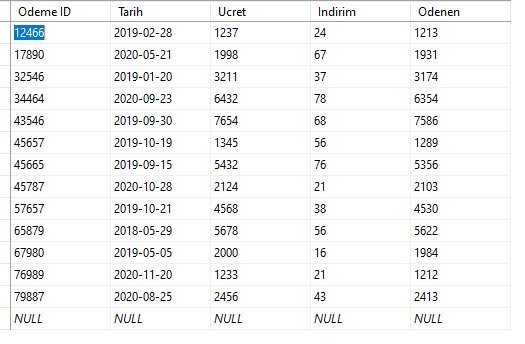 Odeme ID Tarih Ucret Indirim Odenen
12466 2019-02-28 1237 24 1213
17890 2020-05-21 1998 67 1931
32546 2019-01-20 3211 37 3174
34464 2020-09-23 6432 78 6354
43546 2019-09-30 7654 68 7586
45657 2019-10-19 1345 56 1289
45665 2019-09-15 5432 76 5356
45787 2020-10-28 2124 21 2103
57657 2019-10-21 4568 38 4530
65879 2018-05-29 5678 56 5622
67980 2019-05-05 2000 16 1984
76989 2020-11-20 1233 21 1212
79887 2020-08-25 2456 43 2413
NULL NULL NULL NULL NULL